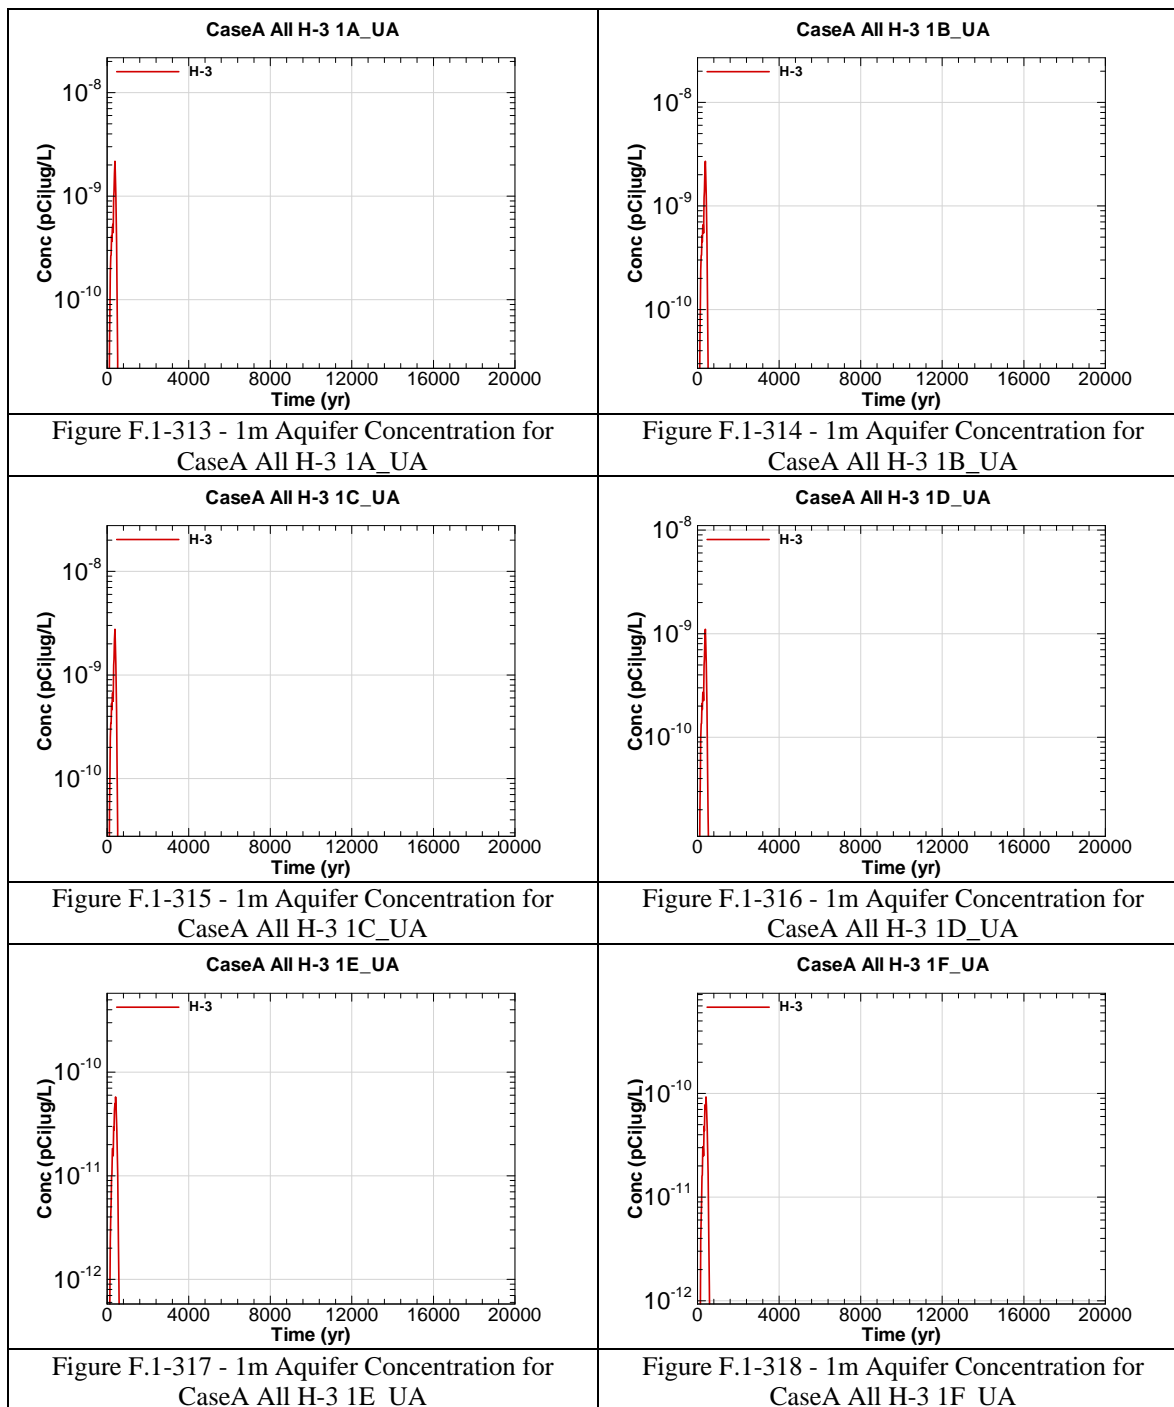 CaseA All H-3 1A_UA
H-3
10-8
10-9
10-10
Conc (pCi|ug/L)
0 4000 8000 12000 16000 20000
Time (yr)
Figure F.1-313 - 1m Aquifer Concentration for
CaseA All H-3 1A_UA
CaseA All H-3 1B_UA
H-3
10-8
10-9
10-10
Conc (pCi|ug/L)
0 4000 8000 12000 16000 20000
Time (yr)
Figure F.1-314 - 1m Aquifer Concentration for
CaseA All H-3 1B_UA
CaseA All H-3 1C_UA
H-3
10-8
10-9
10-10
Conc (pCi|ug/L)
0 4000 8000 12000 16000 20000
Time (yr)
Figure F.1-315 - 1m Aquifer Concentration for
CaseA All H-3 1C_UA
CaseA All H-3 1D_UA
H-3
10-8
10-9
10-10
Conc (pCi|ug/L)
0 4000 8000 12000 16000 20000
Time (yr)
Figure F.1-316 - 1m Aquifer Concentration for
CaseA All H-3 1D_UA
CaseA All H-3 1E_UA
H-3
10-10
10-11
10-12
Conc (pCi|ug/L)
0 4000 8000 12000 16000 20000
Time (yr)
Figure F.1-317 - 1m Aquifer Concentration for
CaseA All H-3 1E_UA
CaseA All H-3 1F_UA
H-3
10-10
10-11
10-12
Conc (pCi|ug/L)
0 4000 8000 12000 16000 20000
Time (yr)
Figure F.1-318 - 1m Aquifer Concentration for
CaseA All H-3 1F_UA